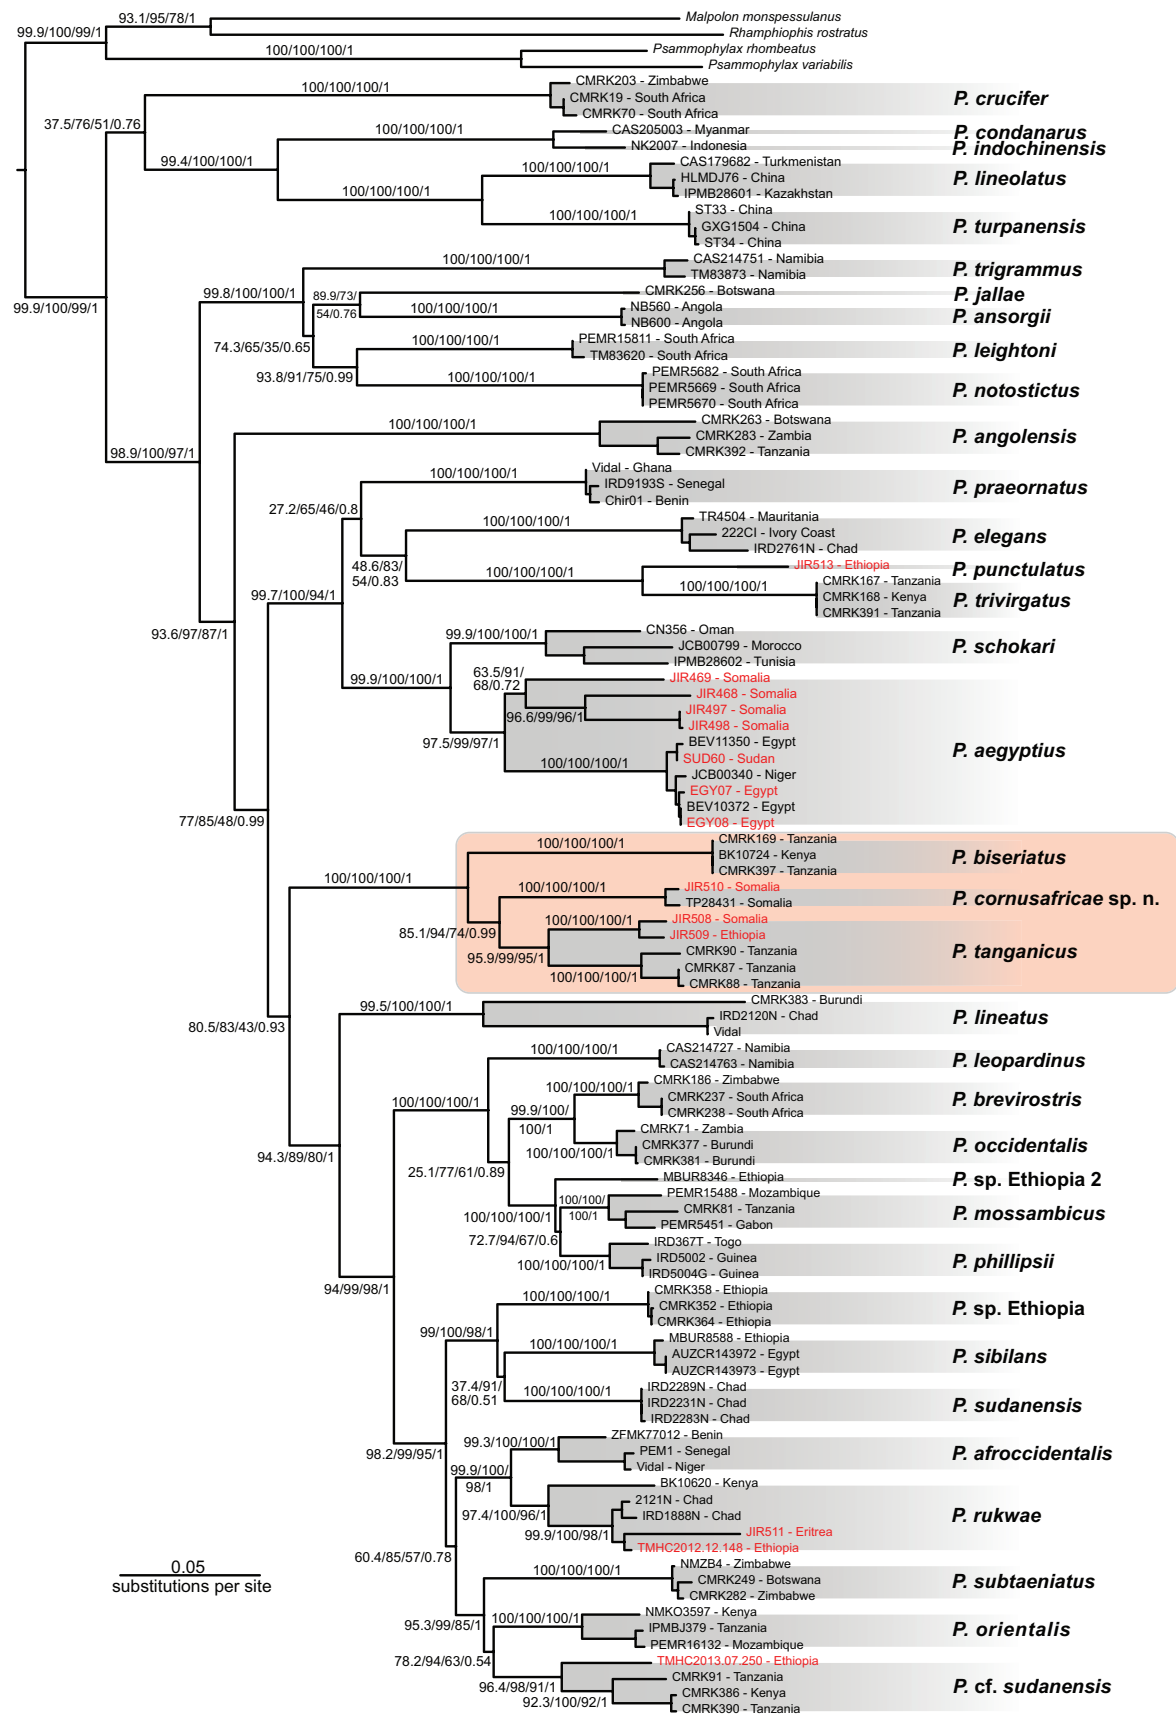 Malpolon monspessulanus
93.1/95/78/1
99.9/100/99/1
Rhamphiophis rostratus
Psammophylax rhombeatus
100/100/100/1
Psammophylax variabilis
CMRK203 - Zimbabwe
100/100/100/1
CMRK19 - South Africa
P. crucifer
CMRK70 - South Africa
37.5/76/51/0.76
CAS205003 - Myanmar
P. condanarus
100/100/100/1
NK2007 - Indonesia
P. indochinensis
99.4/100/100/1
CAS179682 - Turkmenistan
HLMDJ76 - China
P. lineolatus
IPMB28601 - Kazakhstan
100/100/100/1
ST33 - China
100/100/100/1
GXG1504 - China
P. turpanensis
ST34 - China
CAS214751 - Namibia
100/100/100/1
P. trigrammus
TM83873 - Namibia
99.8/100/100/1
89.9/73/
54/0.76
CMRK256 - Botswana
P. jallae
99.9/100/99/1
NB560 - Angola
100/100/100/1
P. ansorgii
NB600 - Angola
PEMR15811 - South Africa
74.3/65/35/0.65
100/100/100/1
P. leightoni
TM83620 - South Africa
93.8/91/75/0.99
PEMR5682 - South Africa
100/100/100/1
PEMR5669 - South Africa
P. notostictus
PEMR5670 - South Africa
CMRK263 - Botswana
100/100/100/1
CMRK283 - Zambia
P. angolensis
98.9/100/97/1
CMRK392 - Tanzania
Vidal - Ghana
100/100/100/1
IRD9193S - Senegal
P. praeornatus
Chir01 - Benin
27.2/65/46/0.8
TR4504 - Mauritania
100/100/100/1
222CI - Ivory Coast
P. elegans
IRD2761N - Chad
48.6/83/
54/0.83
JIR513 - Ethiopia
P. punctulatus
100/100/100/1
CMRK167 - Tanzania
100/100/100/1
CMRK168 - Kenya
P. trivirgatus
CMRK391 - Tanzania
99.7/100/94/1
93.6/97/87/1
CN356 - Oman
99.9/100/100/1
JCB00799 - Morocco
P. schokari
IPMB28602 - Tunisia
99.9/100/100/1
63.5/91/
68/0.72
JIR469 - Somalia
JIR468 - Somalia
JIR497 - Somalia
96.6/99/96/1
JIR498 - Somalia
97.5/99/97/1
BEV11350 - Egypt
P. aegyptius
SUD60 - Sudan
100/100/100/1
JCB00340 - Niger
EGY07 - Egypt
BEV10372 - Egypt
EGY08 - Egypt
77/85/48/0.99
CMRK169 - Tanzania
100/100/100/1
BK10724 - Kenya
P. biseriatus
CMRK397 - Tanzania
100/100/100/1
JIR510 - Somalia
100/100/100/1
TP28431 - Somalia
P. cornusafricae sp. n.
JIR508 - Somalia
100/100/100/1
85.1/94/74/0.99
JIR509 - Ethiopia
95.9/99/95/1
CMRK90 - Tanzania
P. tanganicus
100/100/100/1
CMRK87 - Tanzania
CMRK88 - Tanzania
CMRK383 - Burundi
99.5/100/100/1
IRD2120N - Chad
P. lineatus
80.5/83/43/0.93
Vidal
CAS214727 - Namibia
100/100/100/1
P. leopardinus
CAS214763 - Namibia
CMRK186 - Zimbabwe
100/100/100/1
CMRK237 - South Africa
P. brevirostris
100/100/100/1
99.9/100/
100/1
CMRK238 - South Africa
CMRK71 - Zambia
CMRK377 - Burundi
P. occidentalis
100/100/100/1
CMRK381 - Burundi
94.3/89/80/1
25.1/77/61/0.89
MBUR8346 - Ethiopia
P. sp. Ethiopia 2
PEMR15488 - Mozambique
100/100/
100/1
CMRK81 - Tanzania
P. mossambicus
100/100/100/1
PEMR5451 - Gabon
72.7/94/67/0.6
IRD367T - Togo
IRD5002 - Guinea
P. phillipsii
100/100/100/1
IRD5004G - Guinea
94/99/98/1
CMRK358 - Ethiopia
100/100/100/1
CMRK352 - Ethiopia
P. sp. Ethiopia
CMRK364 - Ethiopia
99/100/98/1
MBUR8588 - Ethiopia
100/100/100/1
AUZCR143972 - Egypt
P. sibilans
AUZCR143973 - Egypt
37.4/91/
68/0.51
IRD2289N - Chad
100/100/100/1
IRD2231N - Chad
P. sudanensis
IRD2283N - Chad
98.2/99/95/1
ZFMK77012 - Benin
99.3/100/100/1
PEM1 - Senegal
P. afroccidentalis
Vidal - Niger
99.9/100/
98/1
BK10620 - Kenya
2121N - Chad
97.4/100/96/1
IRD1888N - Chad
P. rukwae
99.9/100/98/1
JIR511 - Eritrea
TMHC2012.12.148 - Ethiopia
60.4/85/57/0.78
NMZB4 - Zimbabwe
0.05
100/100/100/1
CMRK249 - Botswana
P. subtaeniatus
substitutions per site
CMRK282 - Zimbabwe
95.3/99/85/1
NMKO3597 - Kenya
100/100/100/1
IPMBJ379 - Tanzania
P. orientalis
PEMR16132 - Mozambique
78.2/94/63/0.54
TMHC2013.07.250 - Ethiopia
96.4/98/91/1
CMRK91 - Tanzania
P. cf. sudanensis
CMRK386 - Kenya
92.3/100/92/1
CMRK390 - Tanzania